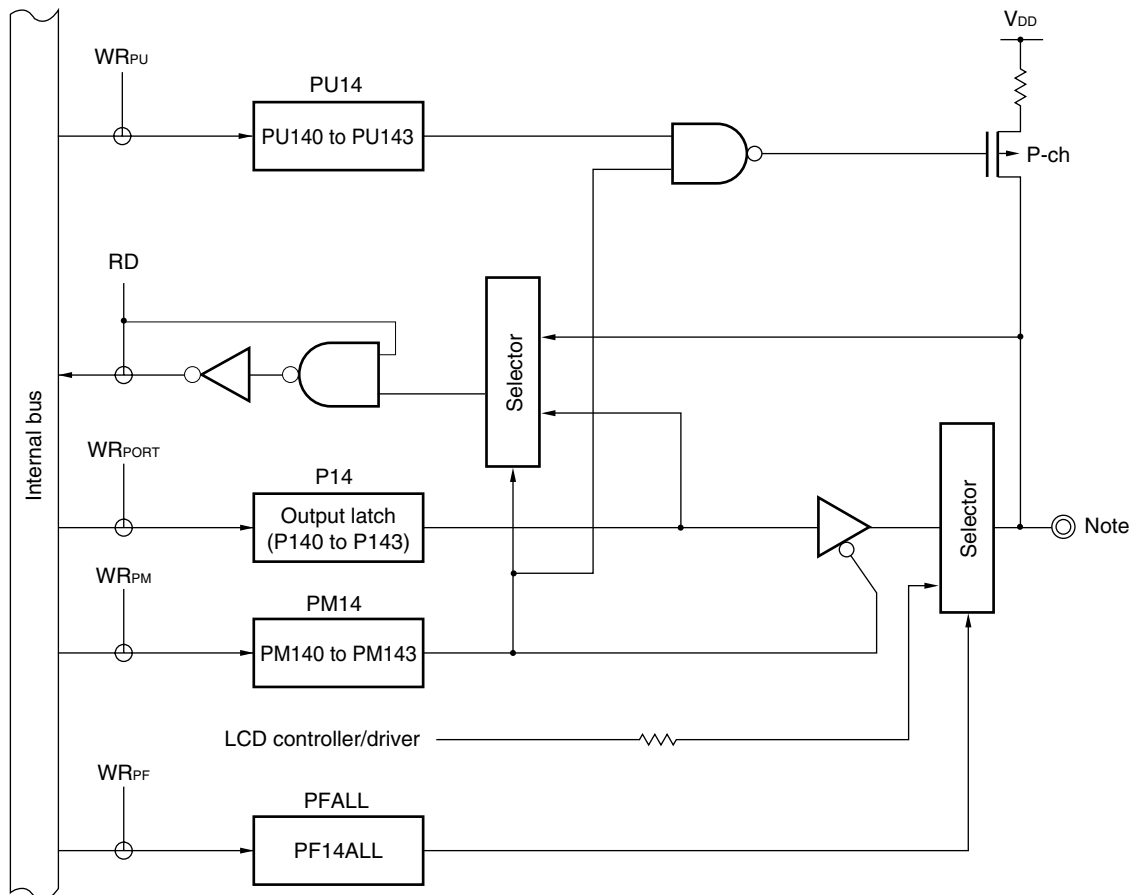 VDD
WRPU
PU14
PU140 to PU143
P-ch
RD
Selector
Internal bus
WRPORT
P14
Output latch
(P140 to P143)
Selector
Note
WRPM
PM14
PM140 to PM143
LCD controller/driver
WRPF
PFALL
PF14ALL